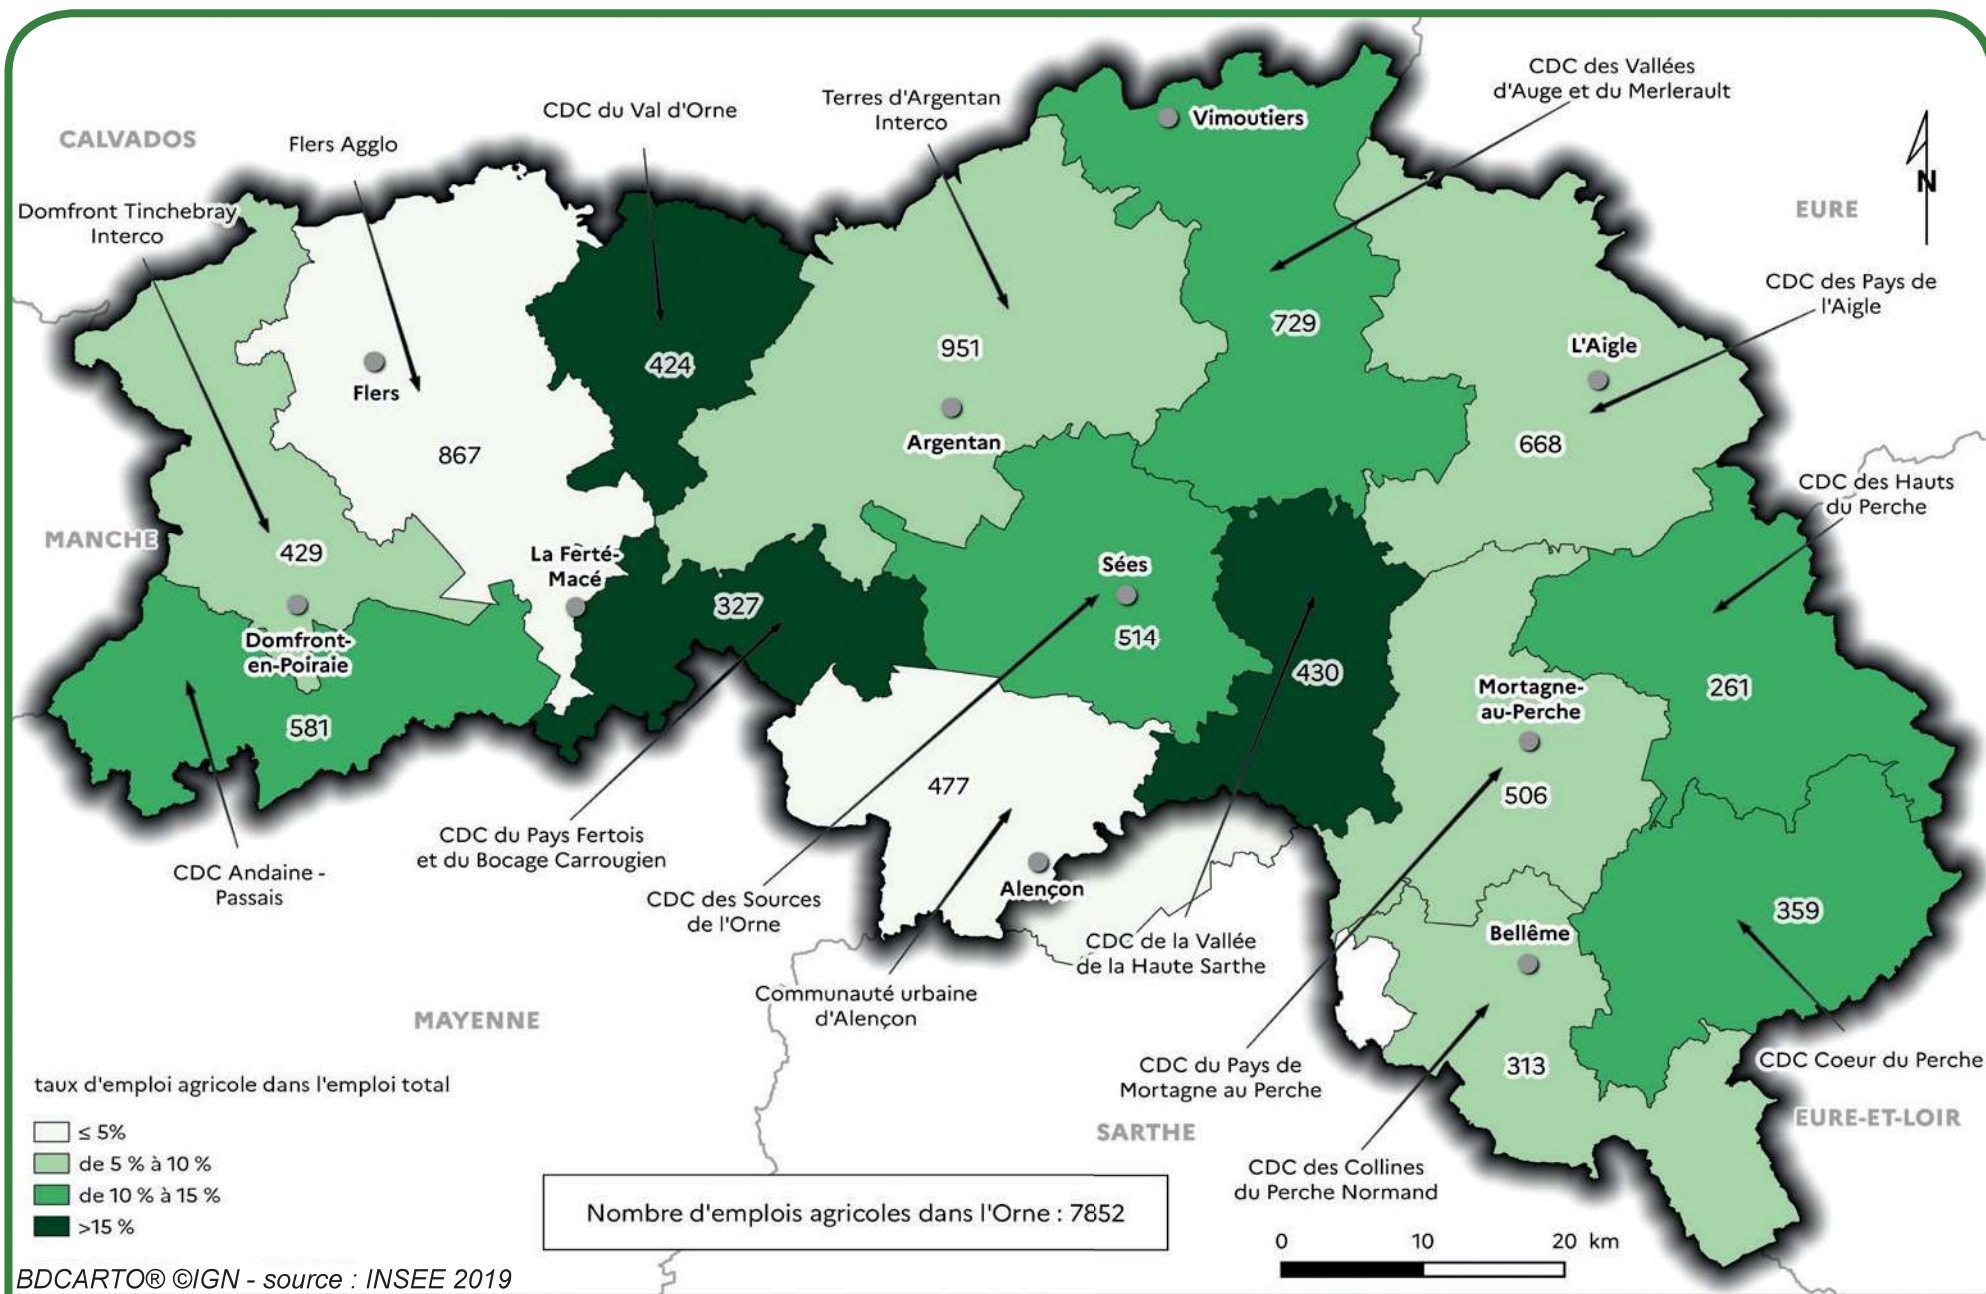 CDC des Vallées
d'Auge et du Merlerault
Terres d'Argentan
Interco
CDC du Val d'Orne
Vimoutiers
CALVADOS
Flers Agglo
N
Domfront Tinchebray
Interco
EURE
CDC des Pays de
l'Aigle
729
951
L'Aigle
424
Flers
Argentan
668
867
CDC des Hauts
du Perche
MANCHE
429
La Ferté-
Macé
Sées
327
514
Domfront-
en-Poiraie
430
261
Mortagne-
au-Perche
581
477
506
CDC du Pays Fertois
et du Bocage Carrougien
CDC Andaine -
Passais
Alençon
CDC des Sources
de l'Orne
359
Bellême
CDC de la Vallée
de la Haute Sarthe
Communauté urbaine
d'Alençon
MAYENNE
CDC du Pays de
Mortagne au Perche
313
CDC Coeur du Perche
EURE-ET-LOIR
SARTHE
CDC des Collines
du Perche Normand
taux d'emploi agricole dans l'emploi total
≤ 5%
de 5 % à 10 %
de 10 % à 15 %
>15 %
Nombre d'emplois agricoles dans l'Orne : 7852
0 10 20 km
BDCARTO® ©IGN - source : INSEE 2019